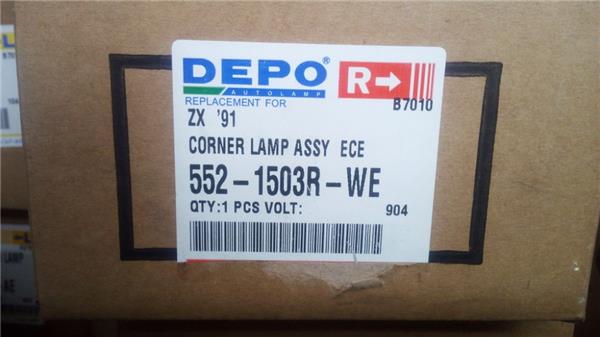 DEPO®
AUTOLAMP
R→
REPLACEMENT FOR
B7010
ZX '91
CORNER LAMP ASSY ECE
552-1503R-WE
QTY:1 PCS VOLT:
904
LAMP